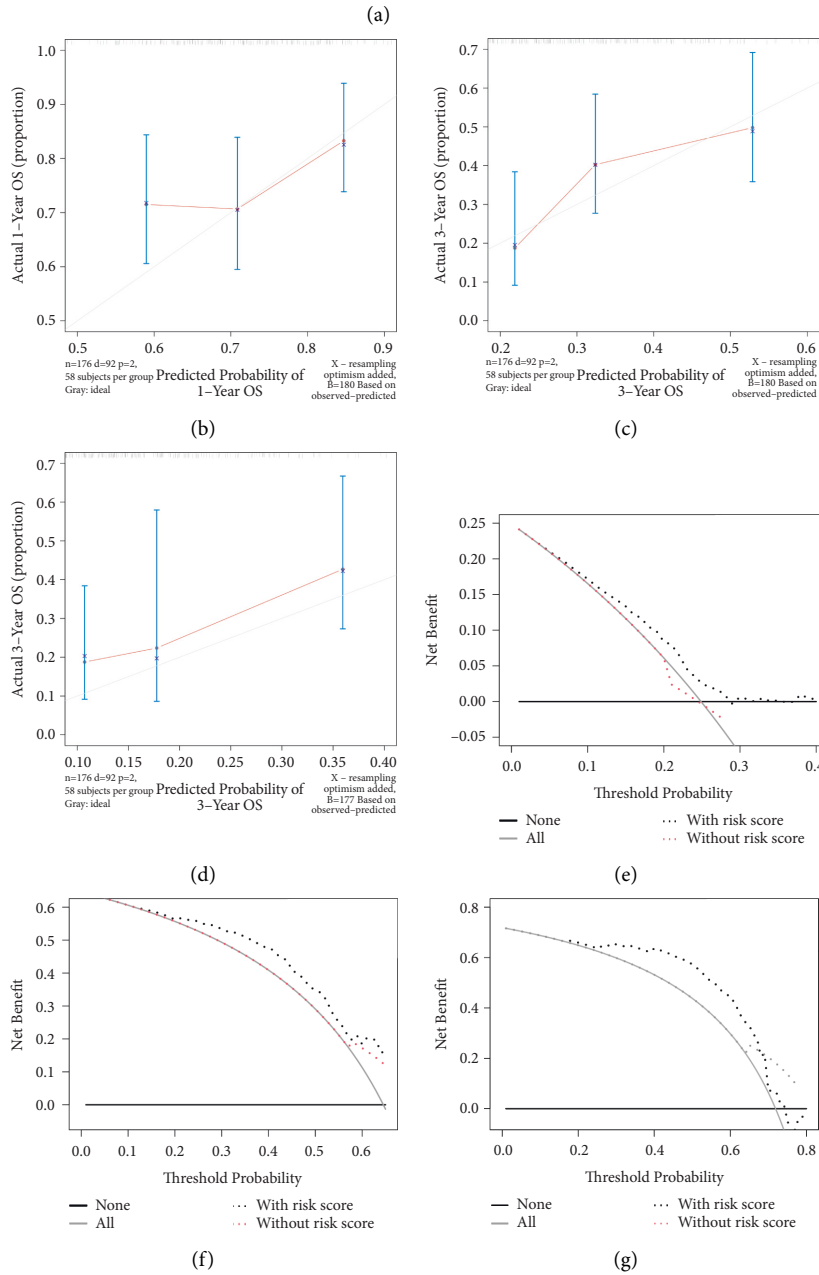 (a)
Actual 1–Year OS (proportion)
1.0
0.9
0.8
0.7
0.6
0.5
0.5
0.6
0.7
0.8
0.9
n=176 d=92 p=2,
58 subjects per group
Gray: ideal
Predicted Probability of
1–Year OS
X – resampling
optimism added,
B=180 Based on
observed–predicted
(b)
Actual 3–Year OS (proportion)
0.7
0.6
0.5
0.4
0.3
0.2
0.1
0.0
0.2
0.3
0.4
0.5
0.6
n=176 d=92 p=2,
58 subjects per group
Gray: ideal
Predicted Probability of
3–Year OS
X – resampling
optimism added,
B=180 Based on
observed–predicted
(c)
Actual 3–Year OS (proportion)
0.7
0.6
0.5
0.4
0.3
0.2
0.1
0.0
0.10
0.15
0.20
0.25
0.30
0.35
0.40
n=176 d=92 p=2,
58 subjects per group
Gray: ideal
Predicted Probability of
3–Year OS
X – resampling
optimism added,
B=177 Based on
observed–predicted
(d)
Net Benefit
0.25
0.20
0.15
0.10
0.05
0.00
−0.05
0.0
0.1
0.2
0.3
0.4
Threshold Probability
None
All
With risk score
Without risk score
(e)
Net Benefit
0.6
0.5
0.4
0.3
0.2
0.1
0.0
0.0
0.1
0.2
0.3
0.4
0.5
0.6
Threshold Probability
None
All
With risk score
Without risk score
(f)
Net Benefit
0.8
0.6
0.4
0.2
0.0
0.0
0.2
0.4
0.6
0.8
Threshold Probability
None
All
With risk score
Without risk score
(g)